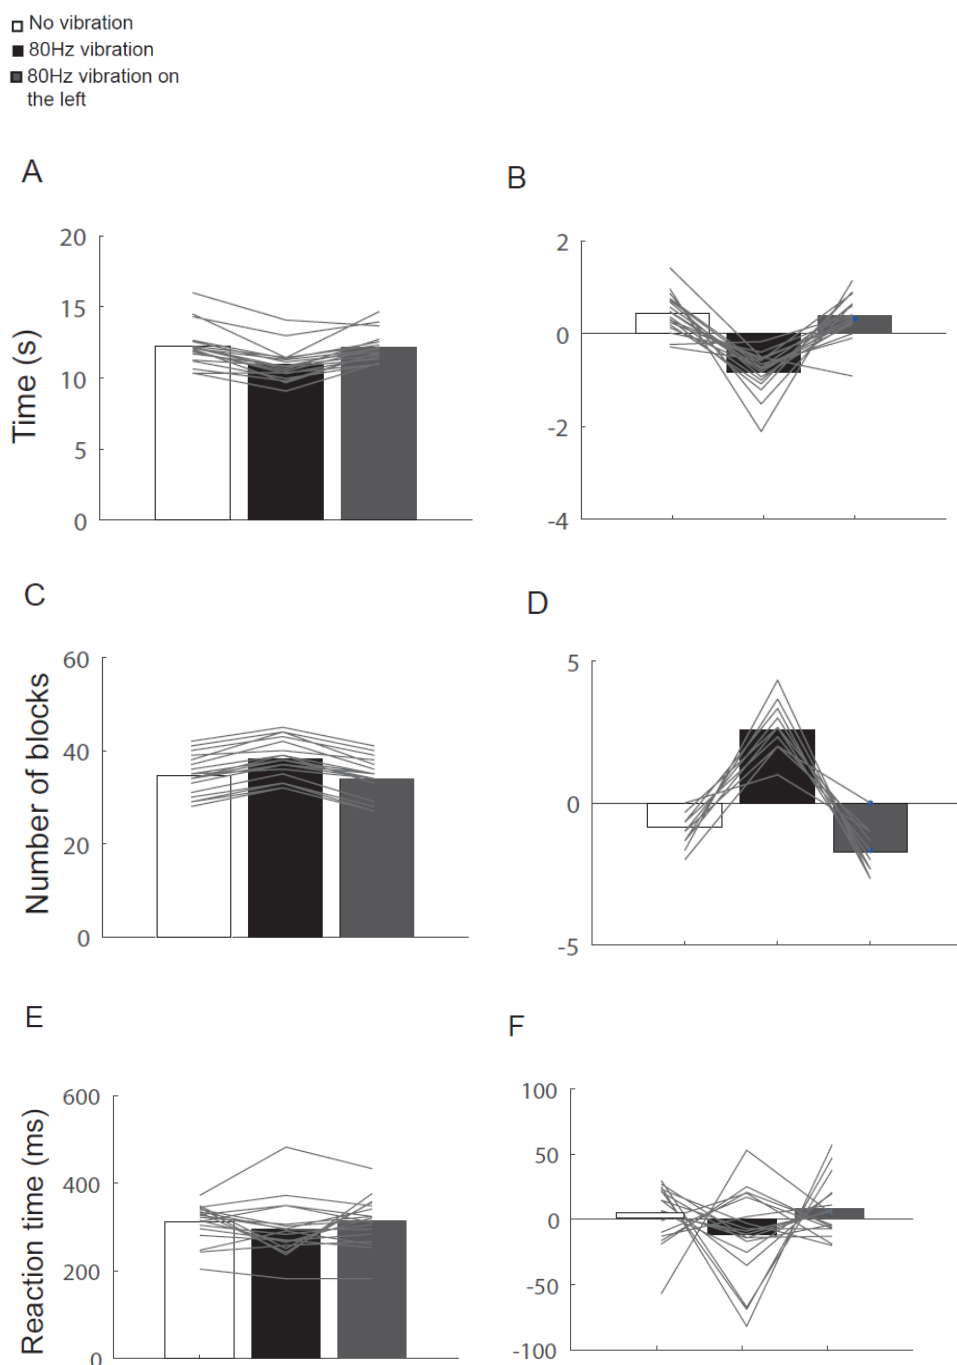 No vibration
80Hz vibration
80Hz vibration on
the left
A
B
20
15
10
5
0
Time (s)
2
0
-2
-4
C
D
60
40
20
0
Number of blocks
5
0
-5
E
F
600
400
200
0
Reaction time (ms)
100
50
0
-50
-100